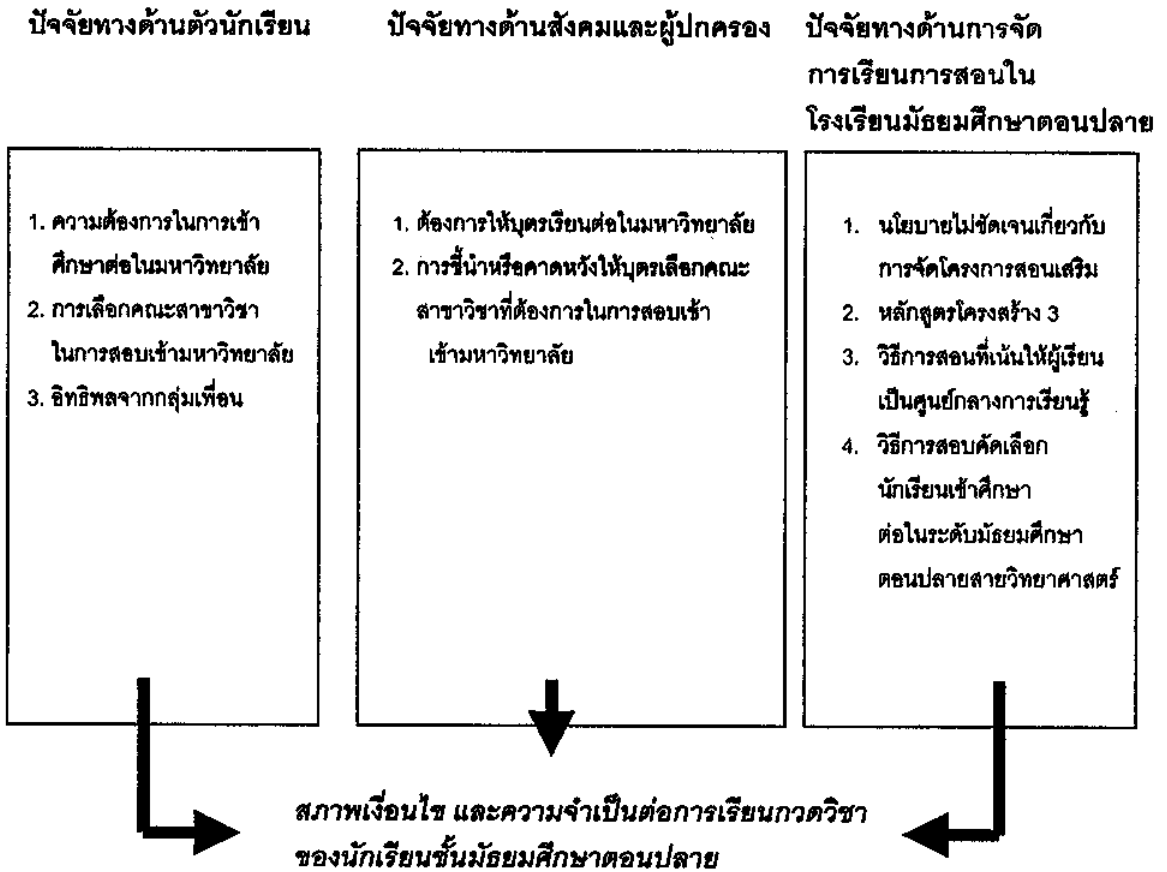 ปัจจัยทางด้านตัวนักเรียน
1. ความต้องการในการเข้า
ศึกษาต่อในมหาวิทยาลัย
2. การเลือกคณะสาขาวิชา
ในการสอบเข้ามหาวิทยาลัย
3. อิทธิพลจากกลุ่มเพื่อน
ปัจจัยทางด้านสังคมและผู้ปกครอง
1. ต้องการให้บุตรเรียนต่อในมหาวิทยาลัย
2. การชี้นำหรือคาดหวังให้บุตรเลือกคณะ
สาขาวิชาที่ต้องการในการสอบเข้า
เข้ามหาวิทยาลัย
ปัจจัยทางด้านการจัด
การเรียนการสอนใน
โรงเรียนมัธยมศึกษาตอนปลาย
1. นโยบายไม่ชัดเจนเกี่ยวกับ
การจัดโครงการสอนเสริม
2. หลักสูตรโครงสร้าง 3
3. วิธีการสอนที่เน้นให้ผู้เรียน
เป็นศูนย์กลางการเรียนรู้
4. วิธีการสอบคัดเลือก
นักเรียนเข้าศึกษา
ต่อในระดับมัธยมศึกษา
ตอนปลายสายวิทยาศาสตร์
สภาพเงื่อนไข และความจำเป็นต่อการเรียนกวดวิชา
ของนักเรียนชั้นมัธยมศึกษาตอนปลาย